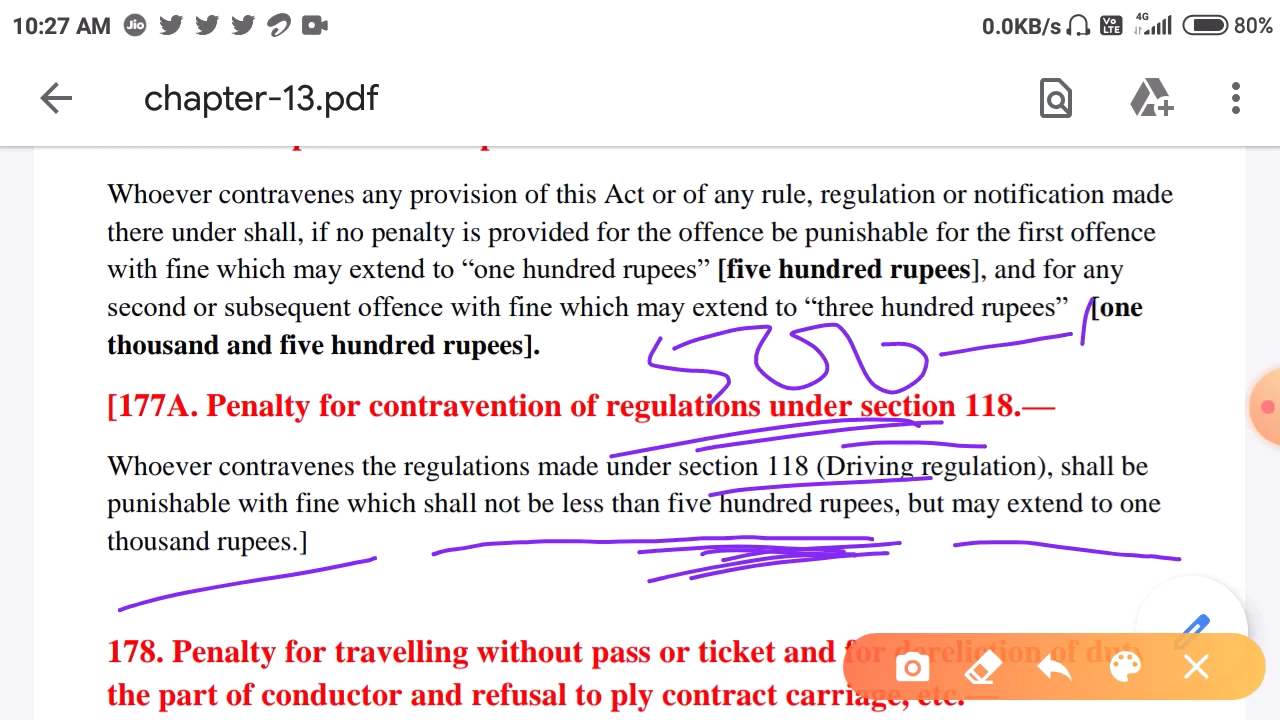 10:27 AM Jio 0.0KB/s Vo LTE 4G 80%
chapter-13.pdf
Whoever contravenes any provision of this Act or of any rule, regulation or notification made
there under shall, if no penalty is provided for the offence be punishable for the first offence
with fine which may extend to “one hundred rupees” [five hundred rupees], and for any
second or subsequent offence with fine which may extend to “three hundred rupees” [one
thousand and five hundred rupees].
500 — 1
[177A. Penalty for contravention of regulations under section 118.—
Whoever contravenes the regulations made under section 118 (Driving regulation), shall be
punishable with fine which shall not be less than five hundred rupees, but may extend to one
thousand rupees.]
178. Penalty for travelling without pass or ticket and for dereliction of
the part of conductor and refusal to ply contract carriage, etc.—